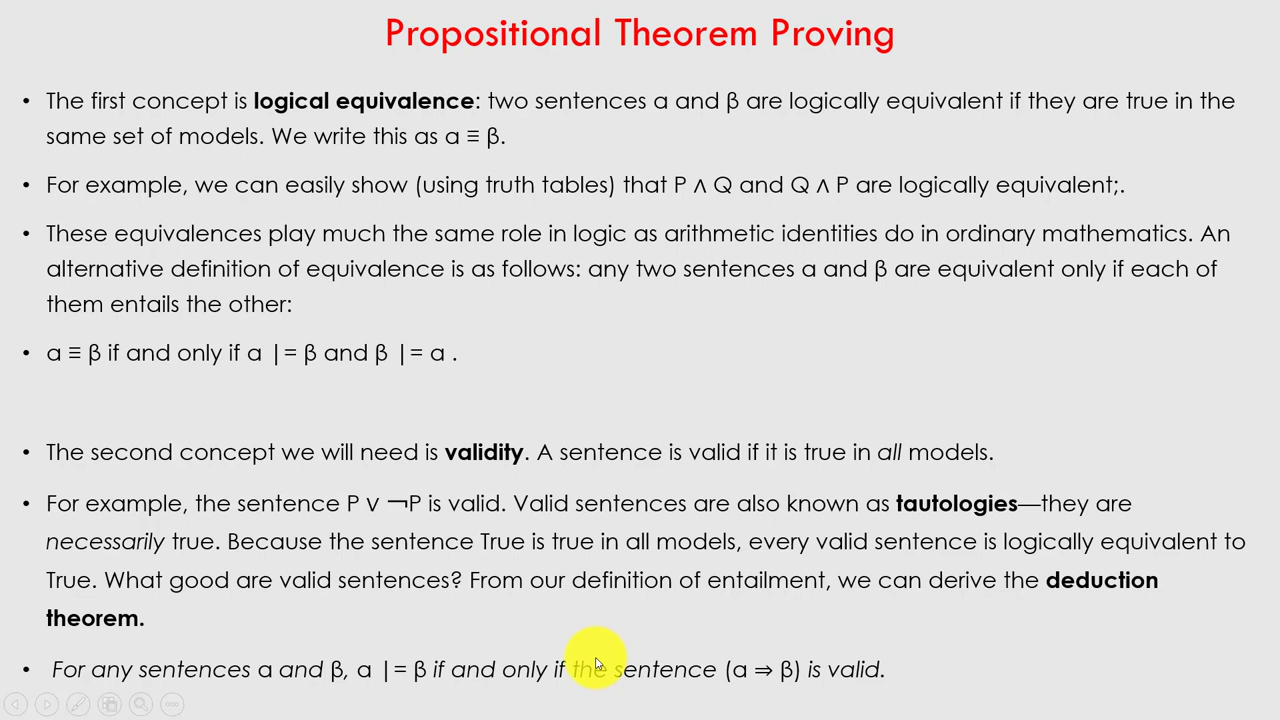 Propositional Theorem Proving
• The first concept is logical equivalence: two sentences α and β are logically equivalent if they are true in the
same set of models. We write this as α ≡ β.
• For example, we can easily show (using truth tables) that P ∧ Q and Q ∧ P are logically equivalent;.
• These equivalences play much the same role in logic as arithmetic identities do in ordinary mathematics. An
alternative definition of equivalence is as follows: any two sentences α and β are equivalent only if each of
them entails the other:
• α ≡ β if and only if α |= β and β |= α .
• The second concept we will need is validity. A sentence is valid if it is true in all models.
• For example, the sentence P ∨ ¬P is valid. Valid sentences are also known as tautologies—they are
necessarily true. Because the sentence True is true in all models, every valid sentence is logically equivalent to
True. What good are valid sentences? From our definition of entailment, we can derive the deduction
theorem.
• For any sentences α and β, α |= β if and only if the sentence (α ⇒ β) is valid.